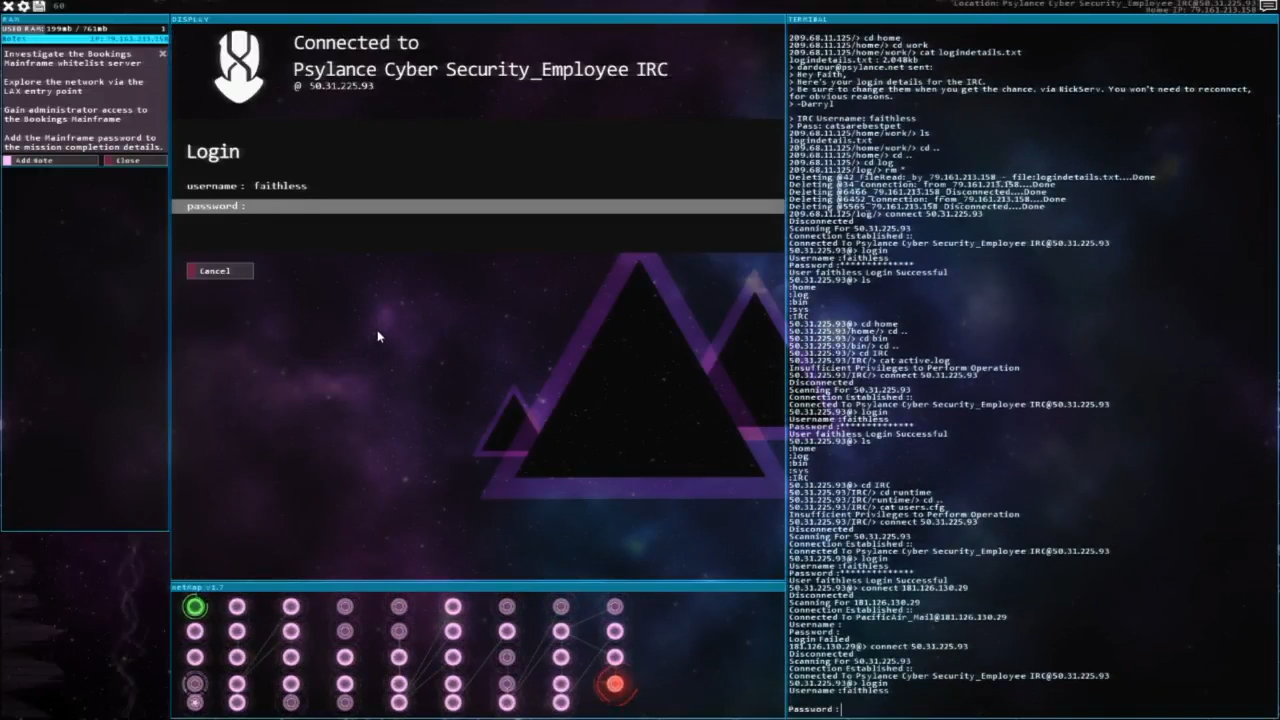 60
Location: Psylance Cyber Security_Employee IRC@50.31.225.93
Home IP: 79.161.213.158
RAM
USED RAM: 199mb / 761mb
1
Notes
IP: 79.161.213.158
Investigate the Bookings
Mainframe whitelist server
Explore the network via the
LAX entry point
Gain administrator access to
the Bookings Mainframe
Add the Mainframe password to
the mission completion details.
Add Note
Close
DISPLAY
Connected to
Psylance Cyber Security_Employee IRC
@ 50.31.225.93
Login
username : faithless
password :
Cancel
netMap v1.7
TERMINAL
209.68.11.125/> cd home
209.68.11.125/home/> cd work
209.68.11.125/home/work/> cat logindetails.txt
logindetails.txt : 2.048kb
> dardour@psylance.net sent:
> Hey Faith,
> Here's your login details for the IRC.
> Be sure to change them when you get the chance. via NickServ. You won't need to reconnect,
for obvious reasons.
> -Darryl
> IRC Username: faithless
> Pass: catsarebestpet
209.68.11.125/home/work/> ls
logindetails.txt
209.68.11.125/home/work/> cd ..
209.68.11.125/home/> cd ..
209.68.11.125/> cd log
209.68.11.125/log/> rm *
Deleting @42_FileRead:_by_79.161.213.158_-_file:logindetails.txt....Done
Deleting @34_Connection:_from_79.161.213.158....Done
Deleting @6466_79.161.213.158_Disconnected....Done
Deleting @6452_Connection:_from_79.161.213.158....Done
Deleting @5565_79.161.213.158_Disconnected....Done
209.68.11.125/log/> connect 50.31.225.93
Disconnected
Scanning For 50.31.225.93
Connection Established ::
Connected To Psylance Cyber Security_Employee IRC@50.31.225.93
50.31.225.93@> login
Username :faithless
Password :**************
User faithless Login Successful
50.31.225.93@> ls
:home
:log
:bin
:sys
:IRC
50.31.225.93@> cd home
50.31.225.93/home/> cd ..
50.31.225.93/> cd bin
50.31.225.93/bin/> cd ..
50.31.225.93/> cd IRC
50.31.225.93/IRC/> cat active.log
Insufficient Privileges to Perform Operation
50.31.225.93/IRC/> connect 50.31.225.93
Disconnected
Scanning For 50.31.225.93
Connection Established ::
Connected To Psylance Cyber Security_Employee IRC@50.31.225.93
50.31.225.93@> login
Username :faithless
Password :**************
User faithless Login Successful
50.31.225.93@> ls
:home
:log
:bin
:sys
:IRC
50.31.225.93@> cd IRC
50.31.225.93/IRC/> cd runtime
50.31.225.93/IRC/runtime/> cd ..
50.31.225.93/IRC/> cat users.cfg
Insufficient Privileges to Perform Operation
50.31.225.93/IRC/> connect 50.31.225.93
Disconnected
Scanning For 50.31.225.93
Connection Established ::
Connected To Psylance Cyber Security_Employee IRC@50.31.225.93
50.31.225.93@> login
Username :faithless
Password :**************
User faithless Login Successful
50.31.225.93@> connect 181.126.130.29
Disconnected
Scanning For 181.126.130.29
Connection Established ::
Connected To PacificAir_Mail@181.126.130.29
Username :
Password :
Login Failed
181.126.130.29@> connect 50.31.225.93
Disconnected
Scanning For 50.31.225.93
Connection Established ::
Connected To Psylance Cyber Security_Employee IRC@50.31.225.93
50.31.225.93@> login
Username :faithless
Password :